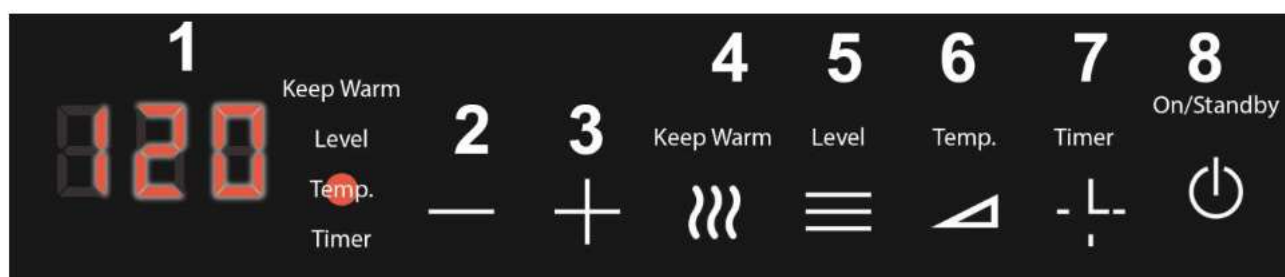 1
120
Keep Warm
Level
Temp.
Timer
2
3
4
Keep Warm
5
Level
6
Temp.
7
Timer
8
On/Standby